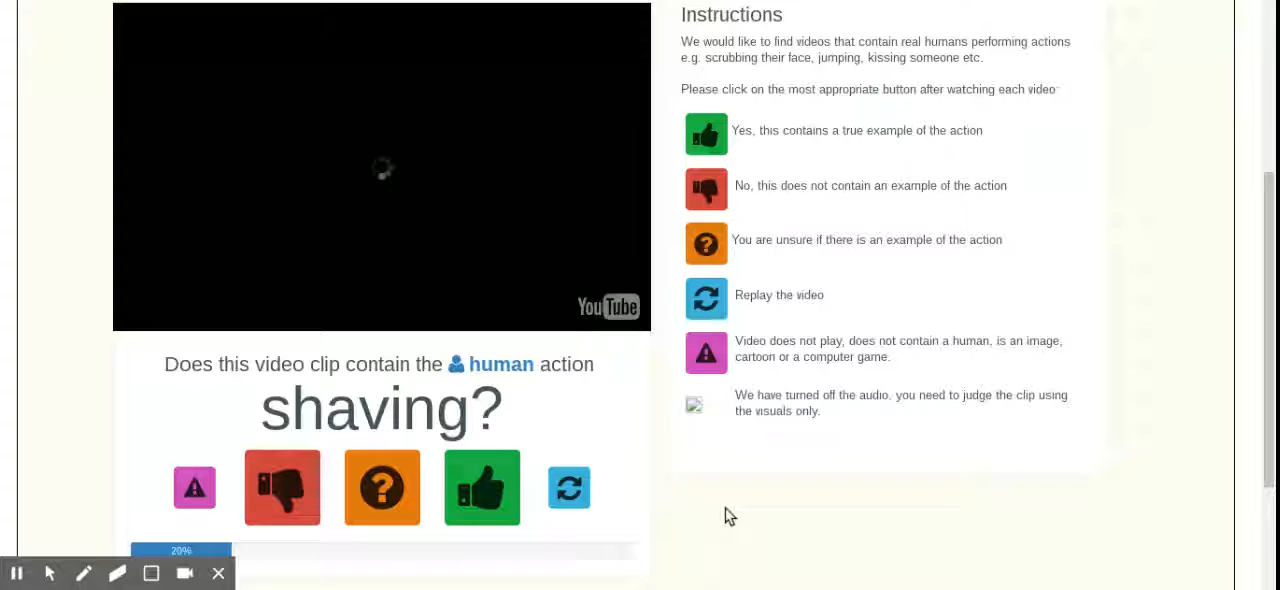 Instructions
We would like to find videos that contain real humans performing actions
e.g. scrubbing their face, jumping, kissing someone etc.
Please click on the most appropriate button after watching each video
Yes, this contains a true example of the action
No, this does not contain an example of the action
You are unsure if there is an example of the action
Replay the video
Video does not play, does not contain a human, is an image,
cartoon or a computer game.
We have turned off the audio, you need to judge the clip using
the visuals only.
YouTube
Does this video clip contain the human action
shaving?
20%